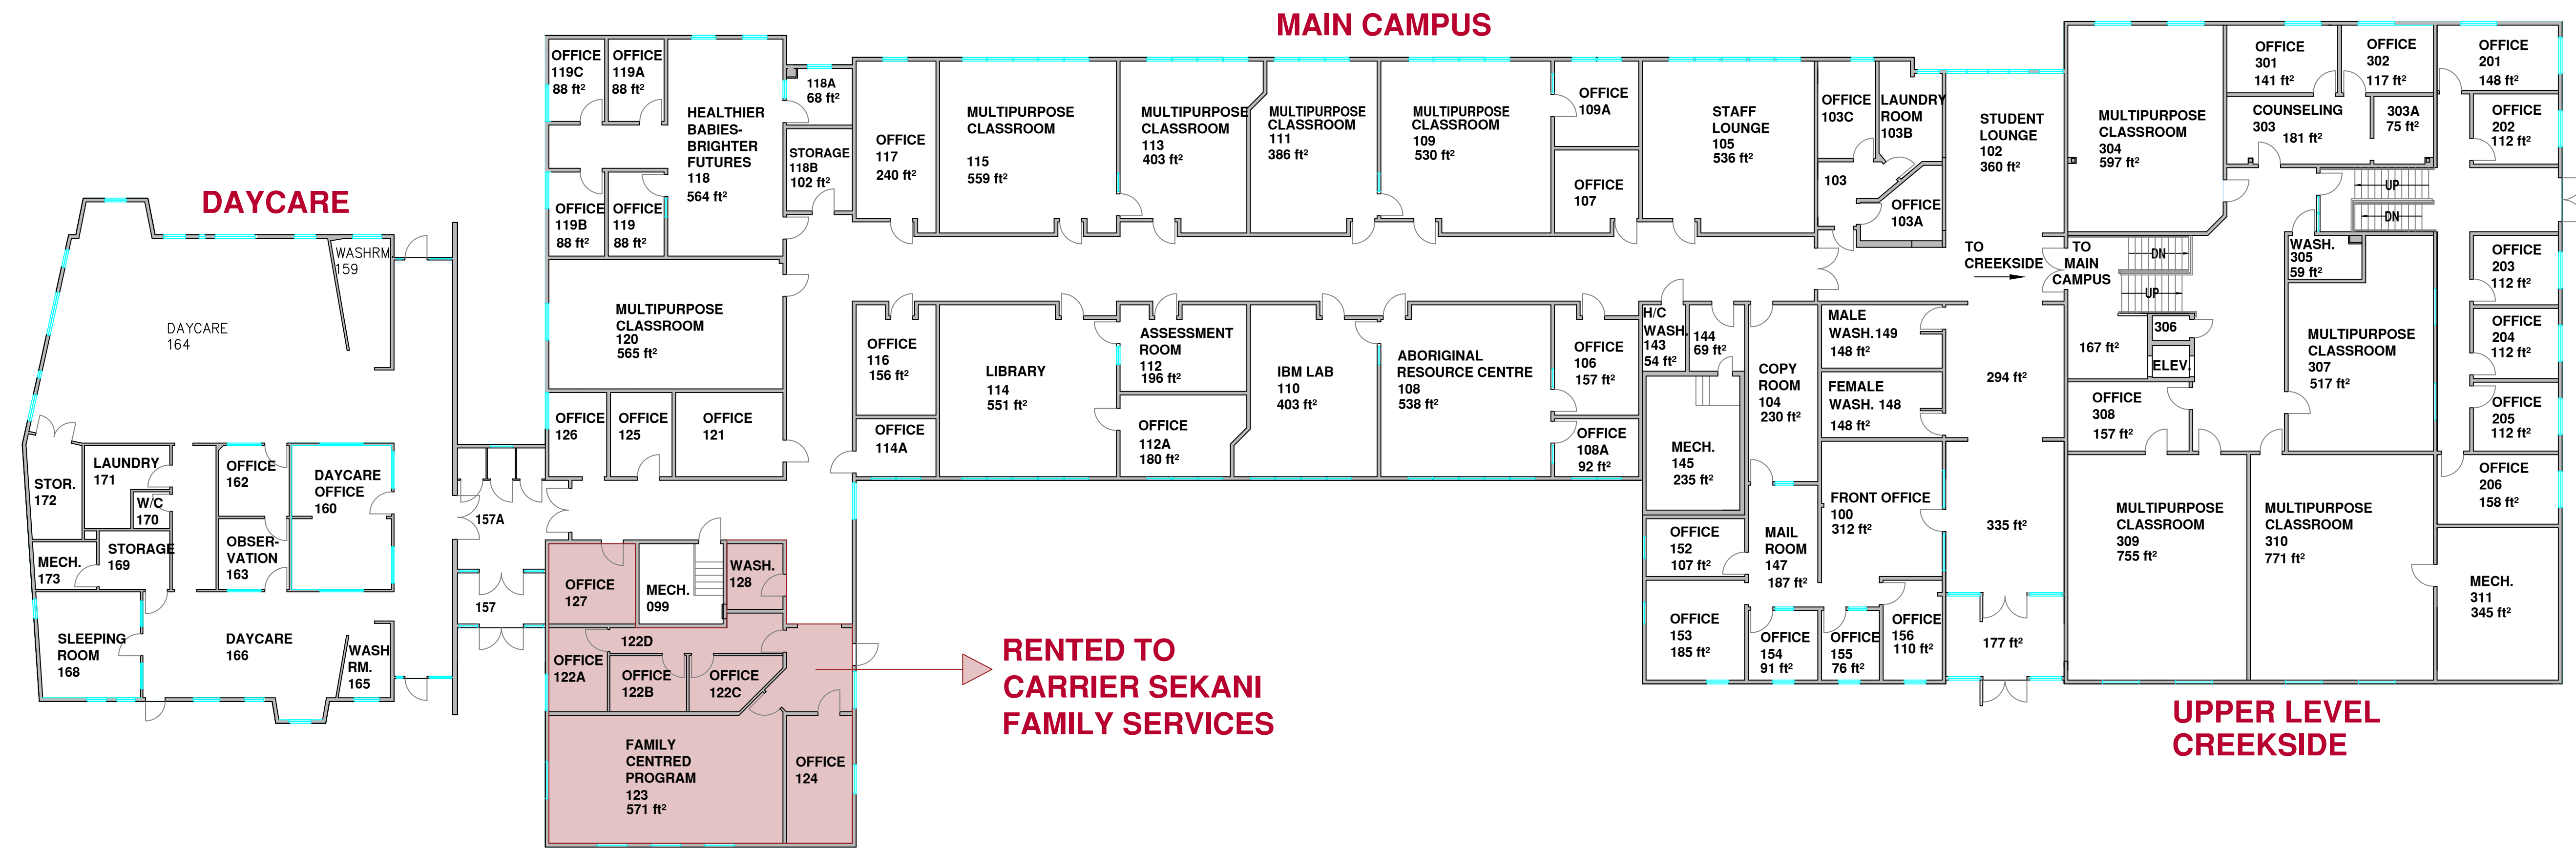 MAIN CAMPUS
DAYCARE
WASHRM
159
DAYCARE
164
STOR.
172
LAUNDRY
171
W/C
170
OFFICE
162
DAYCARE
OFFICE
160
MECH.
173
STORAGE
169
OBSER-
VATION
163
SLEEPING
ROOM
168
DAYCARE
166
WASH
RM.
165
157A
157
OFFICE
119C
88 ft²
OFFICE
119A
88 ft²
HEALTHIER
BABIES-
BRIGHTER
FUTURES
118
564 ft²
118A
68 ft²
STORAGE
118B
102 ft²
OFFICE
119B
88 ft²
OFFICE
119
88 ft²
MULTIPURPOSE
CLASSROOM
120
565 ft²
OFFICE
126
OFFICE
125
OFFICE
121
OFFICE
127
MECH.
099
WASH.
128
122D
OFFICE
122A
OFFICE
122B
OFFICE
122C
FAMILY
CENTRED
PROGRAM
123
571 ft²
OFFICE
124
RENTED TO
CARRIER SEKANI
FAMILY SERVICES
OFFICE
117
240 ft²
MULTIPURPOSE
CLASSROOM
115
559 ft²
MULTIPURPOSE
CLASSROOM
113
403 ft²
MULTIPURPOSE
CLASSROOM
111
386 ft²
MULTIPURPOSE
CLASSROOM
109
530 ft²
OFFICE
109A
OFFICE
107
STAFF
LOUNGE
105
536 ft²
OFFICE
103C
LAUNDRY
ROOM
103B
103
OFFICE
103A
STUDENT
LOUNGE
102
360 ft²
TO
CREEKSIDE
TO
MAIN
CAMPUS
OFFICE
116
156 ft²
OFFICE
114A
LIBRARY
114
551 ft²
ASSESSMENT
ROOM
112
196 ft²
OFFICE
112A
180 ft²
IBM LAB
110
403 ft²
ABORIGINAL
RESOURCE CENTRE
108
538 ft²
OFFICE
106
157 ft²
OFFICE
108A
92 ft²
H/C
WASH.
143
54 ft²
144
69 ft²
MECH.
145
235 ft²
COPY
ROOM
104
230 ft²
MALE
WASH.149
148 ft²
FEMALE
WASH. 148
148 ft²
294 ft²
FRONT OFFICE
100
312 ft²
335 ft²
OFFICE
152
107 ft²
MAIL
ROOM
147
187 ft²
OFFICE
153
185 ft²
OFFICE
154
91 ft²
OFFICE
155
76 ft²
OFFICE
156
110 ft²
177 ft²
MULTIPURPOSE
CLASSROOM
304
597 ft²
OFFICE
301
141 ft²
OFFICE
302
117 ft²
OFFICE
201
148 ft²
COUNSELING
303
181 ft²
303A
75 ft²
OFFICE
202
112 ft²
UP
DN
DN
UP
WASH.
305
59 ft²
OFFICE
203
112 ft²
306
ELEV.
167 ft²
MULTIPURPOSE
CLASSROOM
307
517 ft²
OFFICE
204
112 ft²
OFFICE
308
157 ft²
OFFICE
205
112 ft²
OFFICE
206
158 ft²
MULTIPURPOSE
CLASSROOM
309
755 ft²
MULTIPURPOSE
CLASSROOM
310
771 ft²
MECH.
311
345 ft²
UPPER LEVEL
CREEKSIDE